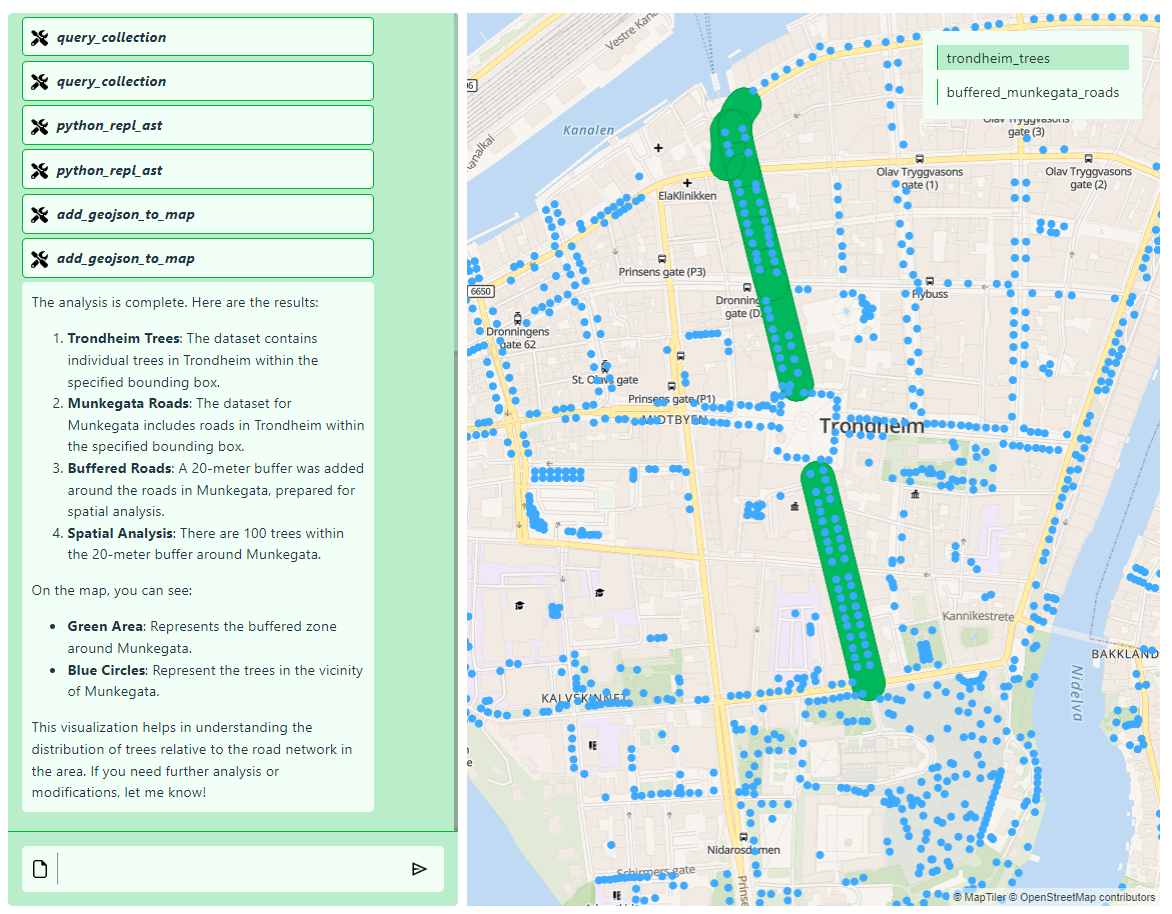 query_collection
query_collection
python_repl_ast
python_repl_ast
add_geojson_to_map
add_geojson_to_map
The analysis is complete. Here are the results:
1. Trondheim Trees: The dataset contains
individual trees in Trondheim within the
specified bounding box.
2. Munkegata Roads: The dataset for
Munkegata includes roads in Trondheim within
the specified bounding box.
3. Buffered Roads: A 20-meter buffer was added
around the roads in Munkegata, prepared for
spatial analysis.
4. Spatial Analysis: There are 100 trees within
the 20-meter buffer around Munkegata.
On the map, you can see:
• Green Area: Represents the buffered zone
around Munkegata.
• Blue Circles: Represent the trees in the vicinity
of Munkegata.
This visualization helps in understanding the
distribution of trees relative to the road network in
the area. If you need further analysis or
modifications, let me know!
trondheim_trees
buffered_munkegata_roads
Vestre
Kanalen
Olav Tryggvasons
gate (3)
Olav Tryggvasons
gate (1)
Olav Tryggvasons
gate (2)
ElaKlinikken
Prinsens gate (P3)
6650
Flybuss
Dronningens
gate 62
St. Olavs gate
Prinsens gate (P1)
MIDTBYEN
Trondheim
Kannikestrete
BAKKLAND
Nidelva
KALVSKINNET
Nidarosdomen
Schirmers gate
© MapTiler © OpenStreetMap contributors